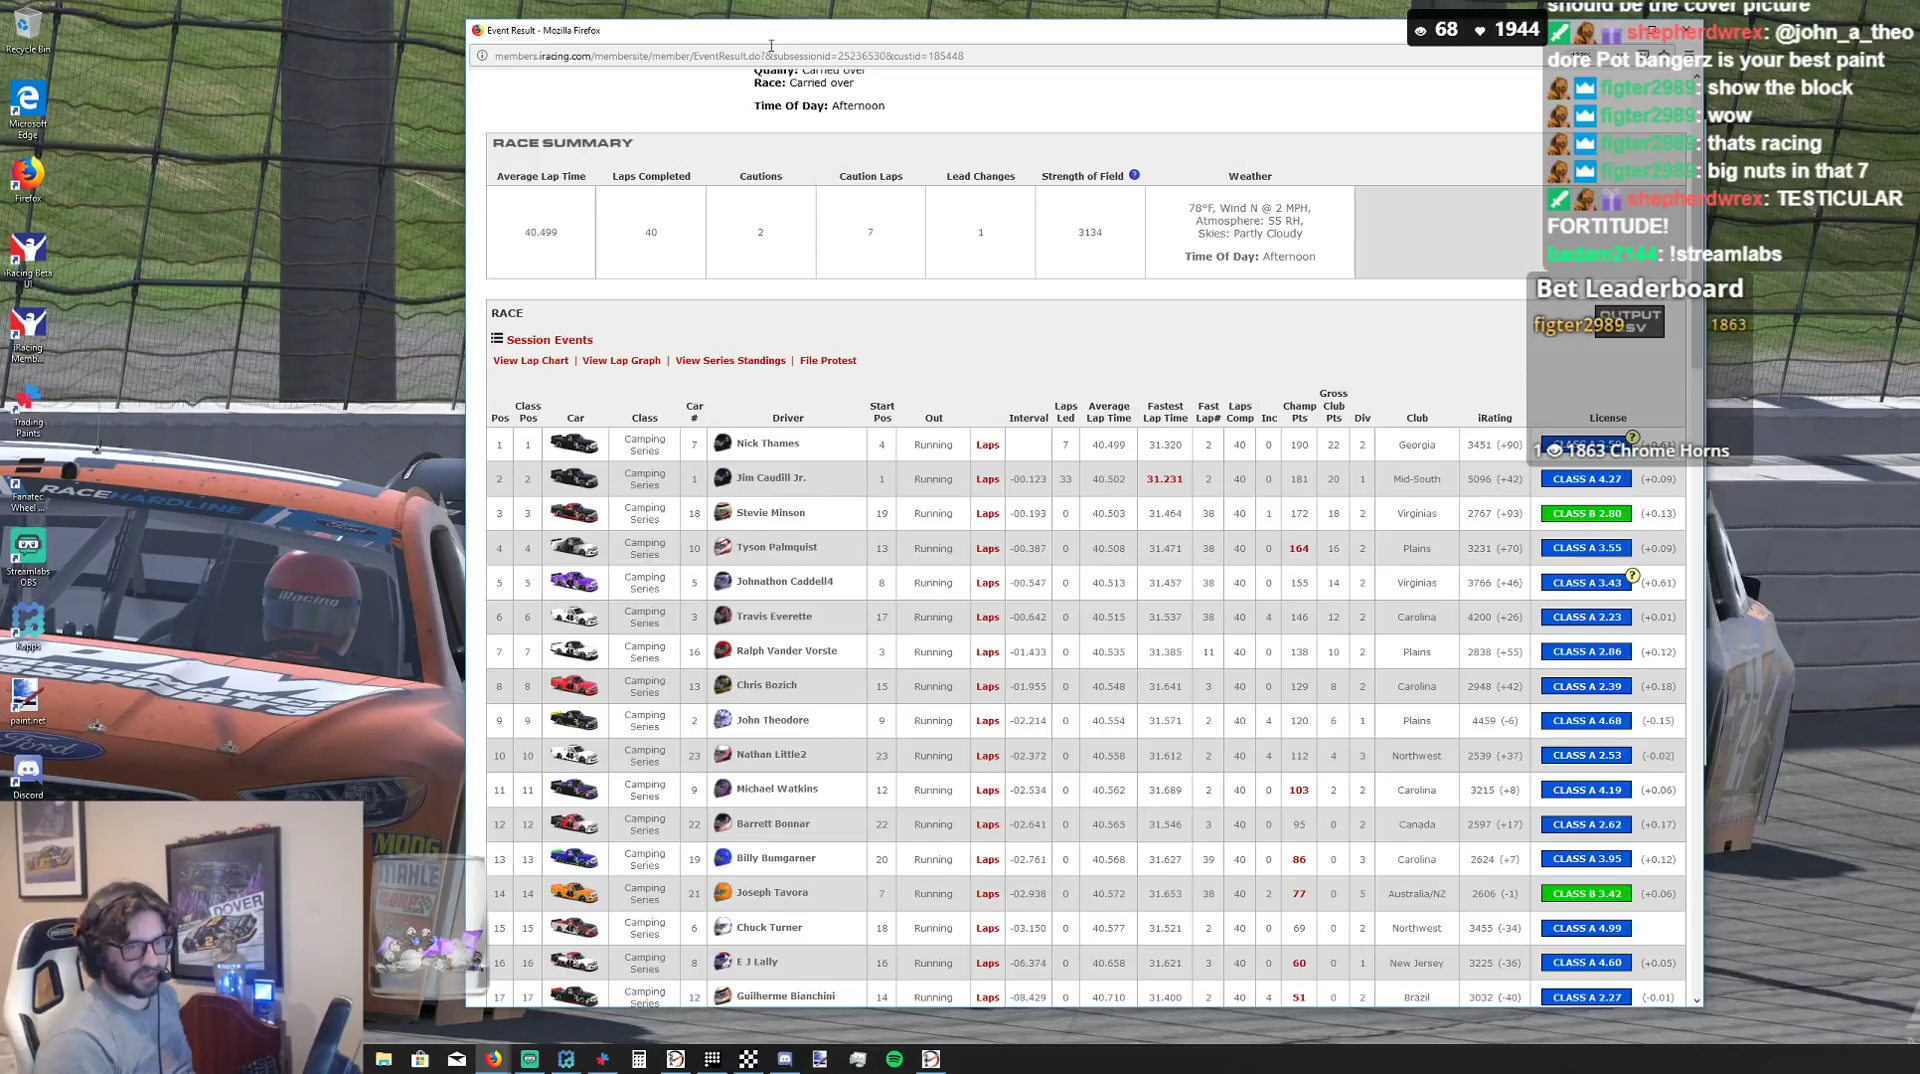 Event Result - Mozilla Firefox
members.iracing.com/membersite/member/EventResult.do?&subsessionid=25236530&custid=185448
68 1944
Recycle Bin
Microsoft Edge
Firefox
iRacing Beta UI
iRacing Memb...
Trading Paints
Fanatec Wheel ...
Streamlabs OBS
Kapps
paint.net
Discord
Qualify: Carried over
Race: Carried over
Time Of Day: Afternoon
RACE SUMMARY
Average Lap Time Laps Completed Cautions Caution Laps Lead Changes Strength of Field Weather
40.499 40 2 7 1 3134
78°F, Wind N @ 2 MPH,
Atmosphere: 55 RH,
Skies: Partly Cloudy
Time Of Day: Afternoon
RACE
Session Events
View Lap Chart | View Lap Graph | View Series Standings | File Protest
Pos Class Pos Car Class Car # Driver Start Pos Out Interval Laps Led Average Lap Time Fastest Lap Time Fast Lap# Laps Comp Inc Champ Pts Gross Club Pts Div Club iRating License
1 1 Camping Series 7 Nick Thames 4 Running Laps 7 40.499 31.320 2 40 0 190 22 2 Georgia 3451 (+90)
2 2 Camping Series 1 Jim Caudill Jr. 1 Running Laps -00.123 33 40.502 31.231 2 40 0 181 20 1 Mid-South 5096 (+42) CLASS A 4.27 (+0.09)
3 3 Camping Series 18 Stevie Minson 19 Running Laps -00.193 0 40.503 31.464 38 40 1 172 18 2 Virginias 2767 (+93) CLASS B 2.80 (+0.13)
4 4 Camping Series 10 Tyson Palmquist 13 Running Laps -00.387 0 40.508 31.471 38 40 0 164 16 2 Plains 3231 (+70) CLASS A 3.55 (+0.09)
5 5 Camping Series 5 Johnathon Caddell4 8 Running Laps -00.547 0 40.513 31.457 38 40 0 155 14 2 Virginias 3766 (+46) CLASS A 3.43 (+0.61)
6 6 Camping Series 3 Travis Everette 17 Running Laps -00.642 0 40.515 31.537 38 40 4 146 12 2 Carolina 4200 (+26) CLASS A 2.23 (+0.01)
7 7 Camping Series 16 Ralph Vander Vorste 3 Running Laps -01.433 0 40.535 31.385 11 40 0 138 10 2 Plains 2838 (+55) CLASS A 2.86 (+0.12)
8 8 Camping Series 13 Chris Bozich 15 Running Laps -01.955 0 40.548 31.641 3 40 0 129 8 2 Carolina 2948 (+42) CLASS A 2.39 (+0.18)
9 9 Camping Series 2 John Theodore 9 Running Laps -02.214 0 40.554 31.571 2 40 4 120 6 1 Plains 4459 (-6) CLASS A 4.68 (-0.15)
10 10 Camping Series 23 Nathan Little2 23 Running Laps -02.372 0 40.558 31.612 2 40 4 112 4 3 Northwest 2539 (+37) CLASS A 2.53 (-0.02)
11 11 Camping Series 9 Michael Watkins 12 Running Laps -02.534 0 40.562 31.689 2 40 0 103 2 2 Carolina 3215 (+8) CLASS A 4.19 (+0.06)
12 12 Camping Series 22 Barrett Bonnar 22 Running Laps -02.641 0 40.565 31.546 3 40 0 95 0 2 Canada 2597 (+17) CLASS A 2.62 (+0.17)
13 13 Camping Series 19 Billy Bumgarner 20 Running Laps -02.761 0 40.568 31.627 39 40 0 86 0 3 Carolina 2624 (+7) CLASS A 3.95 (+0.12)
14 14 Camping Series 21 Joseph Tavora 7 Running Laps -02.938 0 40.572 31.653 38 40 2 77 0 5 Australia/NZ 2606 (-1) CLASS B 3.42 (+0.06)
15 15 Camping Series 6 Chuck Turner 18 Running Laps -03.150 0 40.577 31.521 2 40 0 69 0 2 Northwest 3455 (-34) CLASS A 4.99
16 16 Camping Series 8 E J Lally 16 Running Laps -06.374 0 40.658 31.621 3 40 0 60 0 1 New Jersey 3225 (-36) CLASS A 4.60 (+0.05)
17 17 Camping Series 12 Guilherme Bianchini 14 Running Laps -08.429 0 40.710 31.400 2 40 4 51 0 2 Brazil 3032 (-40) CLASS A 2.27 (-0.01)
should be the cover picture
shepherdwrex: @john_a_theo
dore Pot bangerz is your best paint
figter2989: show the block
figter2989: wow
figter2989: thats racing
figter2989: big nuts in that 7
shepherdwrex: TESTICULAR
FORTITUDE!
badam2144: !streamlabs
Bet Leaderboard
figter2989 1863
OUTPUT
1 1863 Chrome Horns
RACEHARDLINE
Ford
Ford
iRacing
MOOG
MAHLE
DOVER